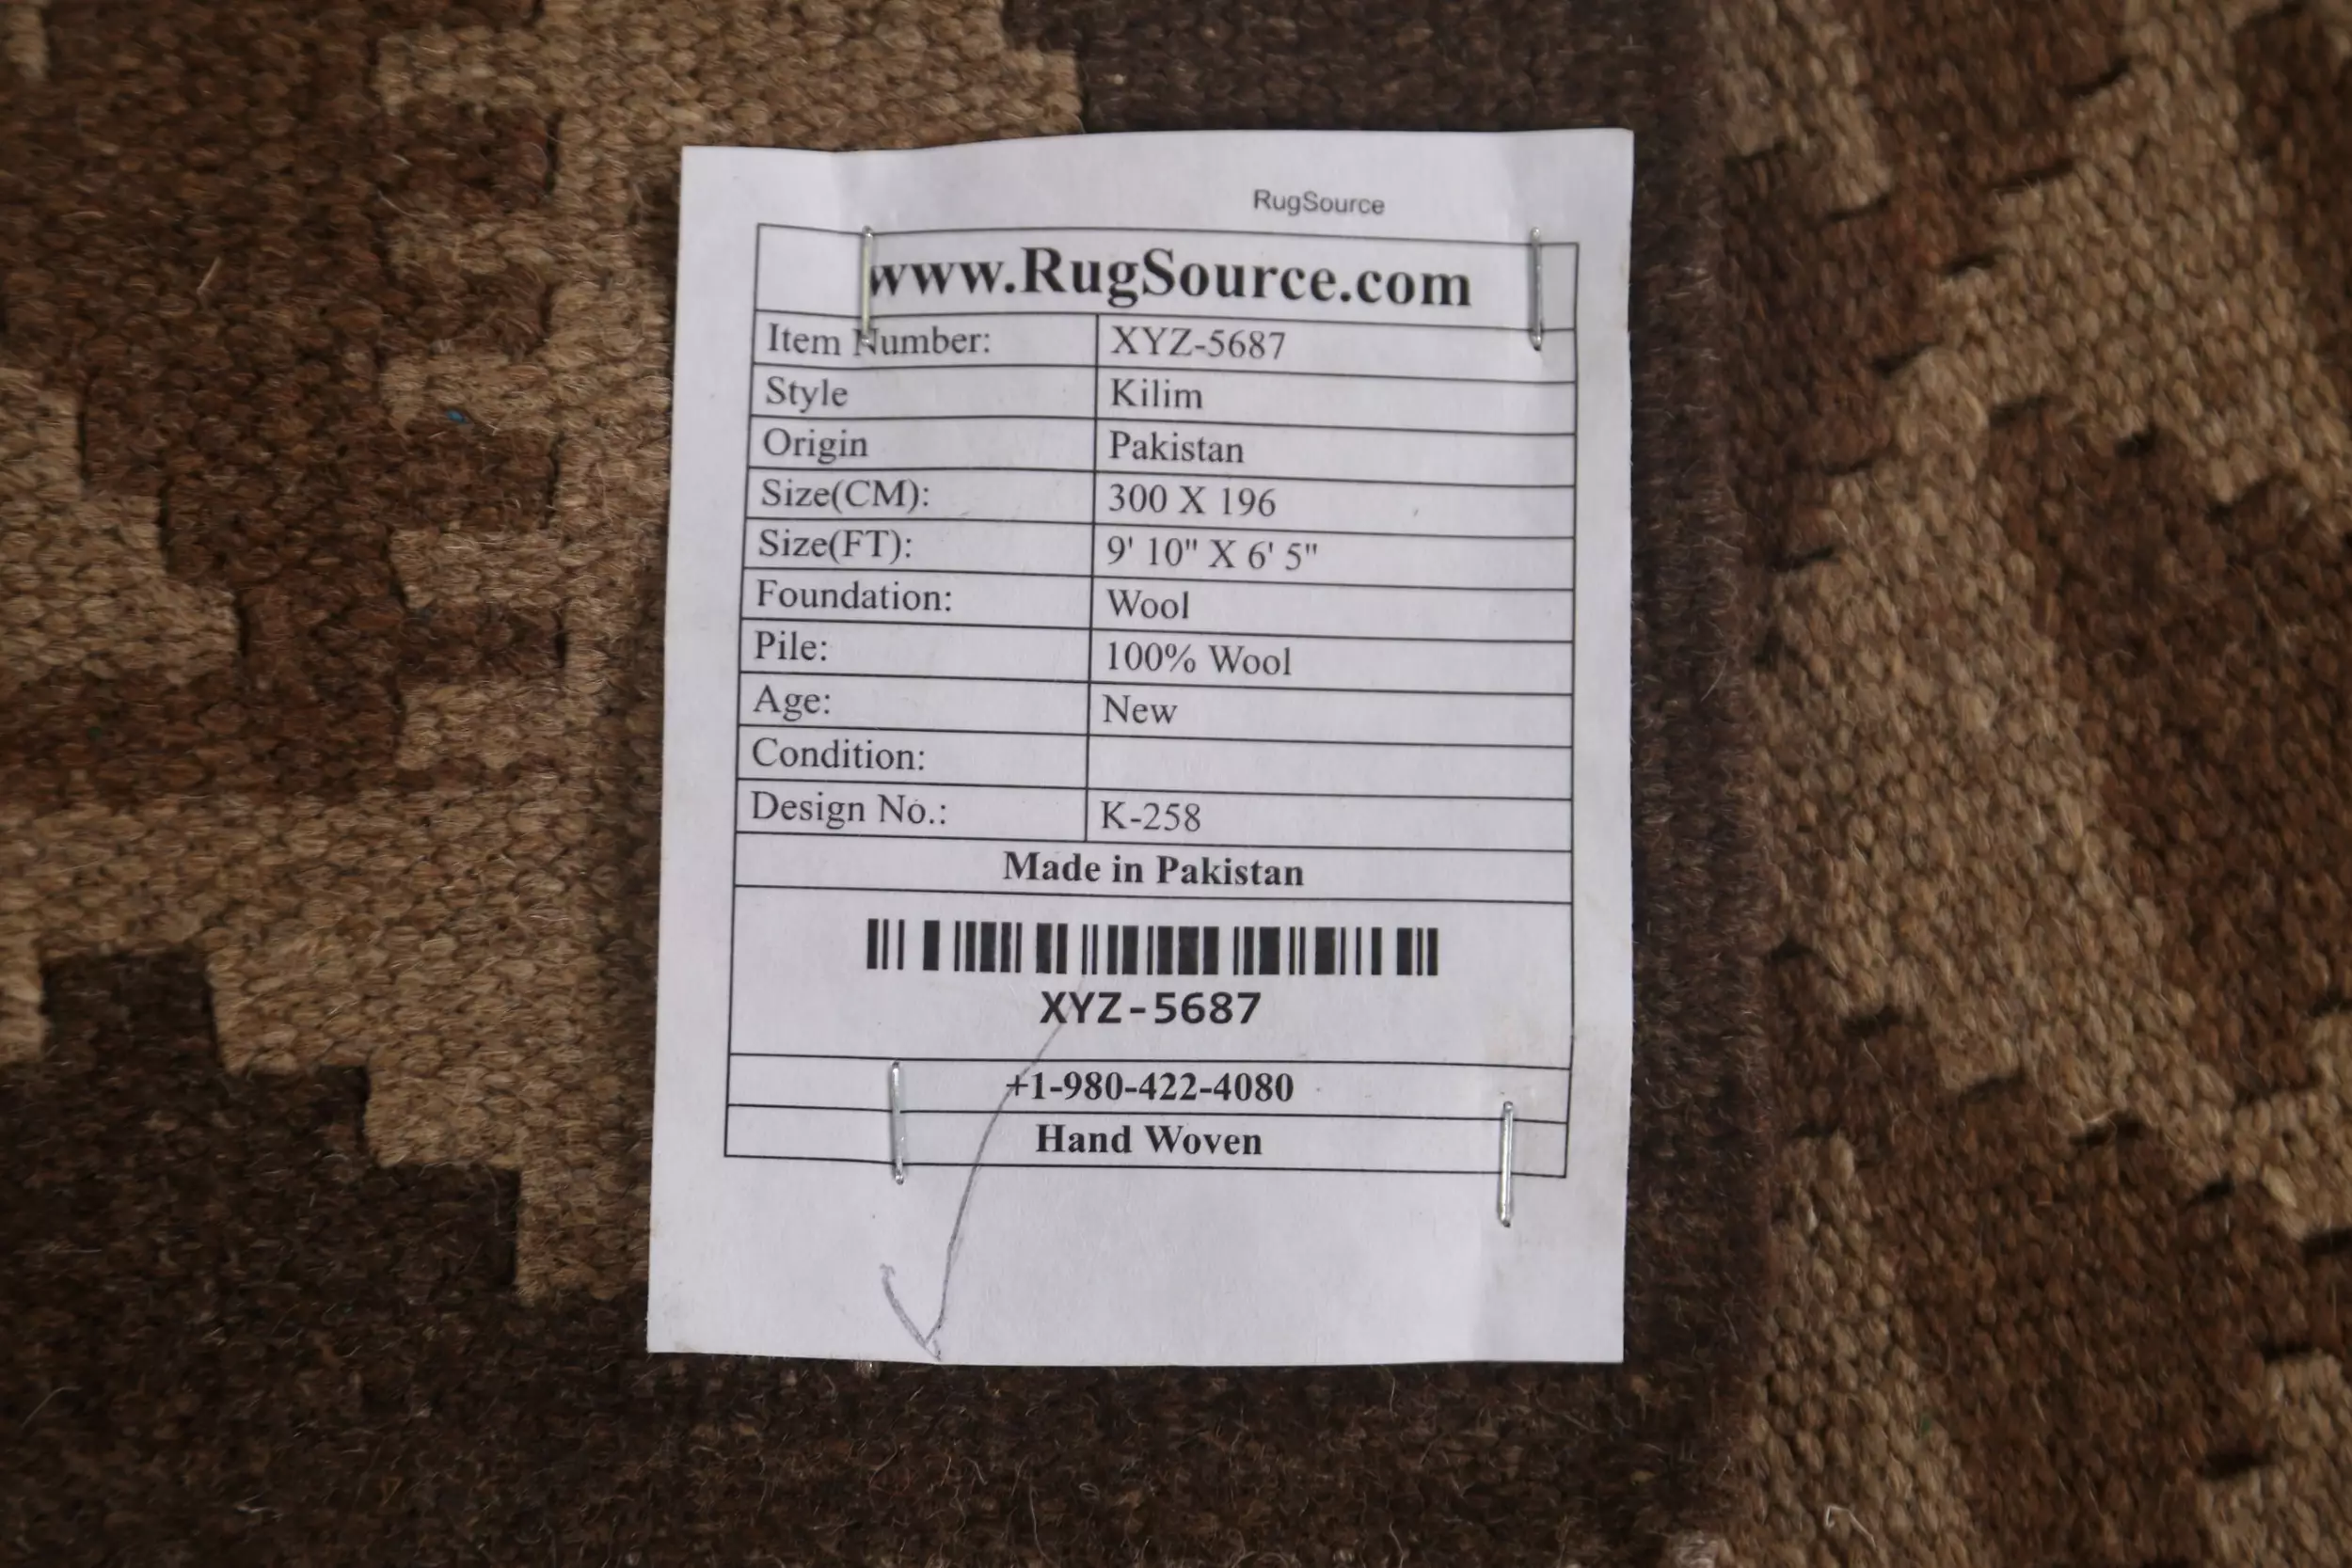 RugSource
www.RugSource.com
Item Number: XYZ-5687
Style Kilim
Origin Pakistan
Size(CM): 300 X 196
Size(FT): 9' 10" X 6' 5"
Foundation: Wool
Pile: 100% Wool
Age: New
Condition:
Design No.: K-258
Made in Pakistan
XYZ-5687
+1-980-422-4080
Hand Woven